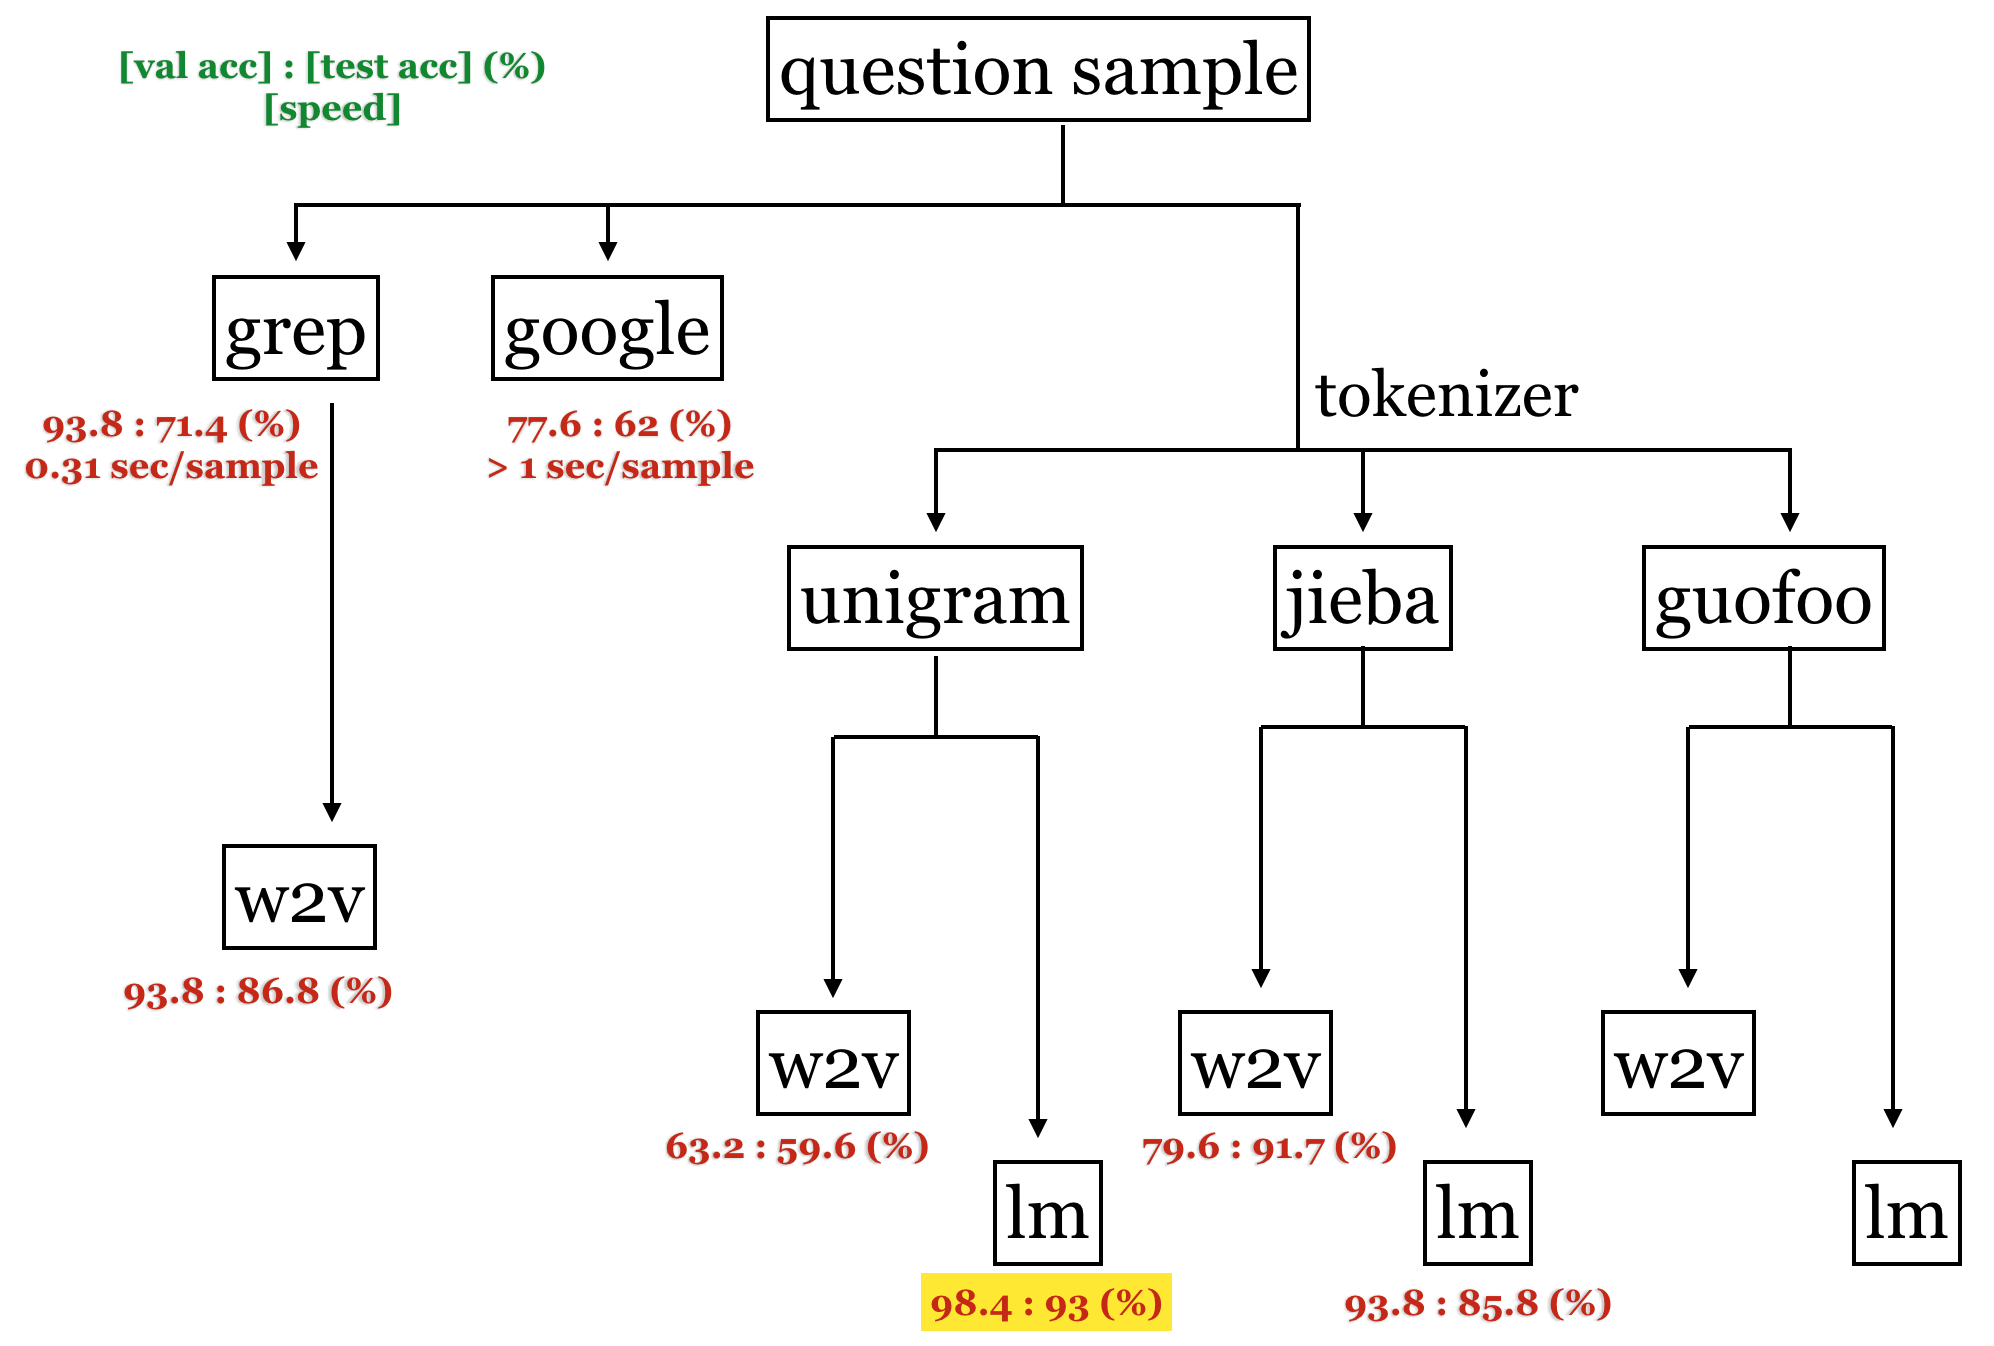 [val acc] : [test acc] (%)
[speed]
question sample
grep
google
93.8 : 71.4 (%)
0.31 sec/sample
77.6 : 62 (%)
> 1 sec/sample
tokenizer
unigram
jieba
guofoo
w2v
93.8 : 86.8 (%)
w2v
w2v
w2v
63.2 : 59.6 (%)
79.6 : 91.7 (%)
lm
lm
lm
98.4 : 93 (%)
93.8 : 85.8 (%)